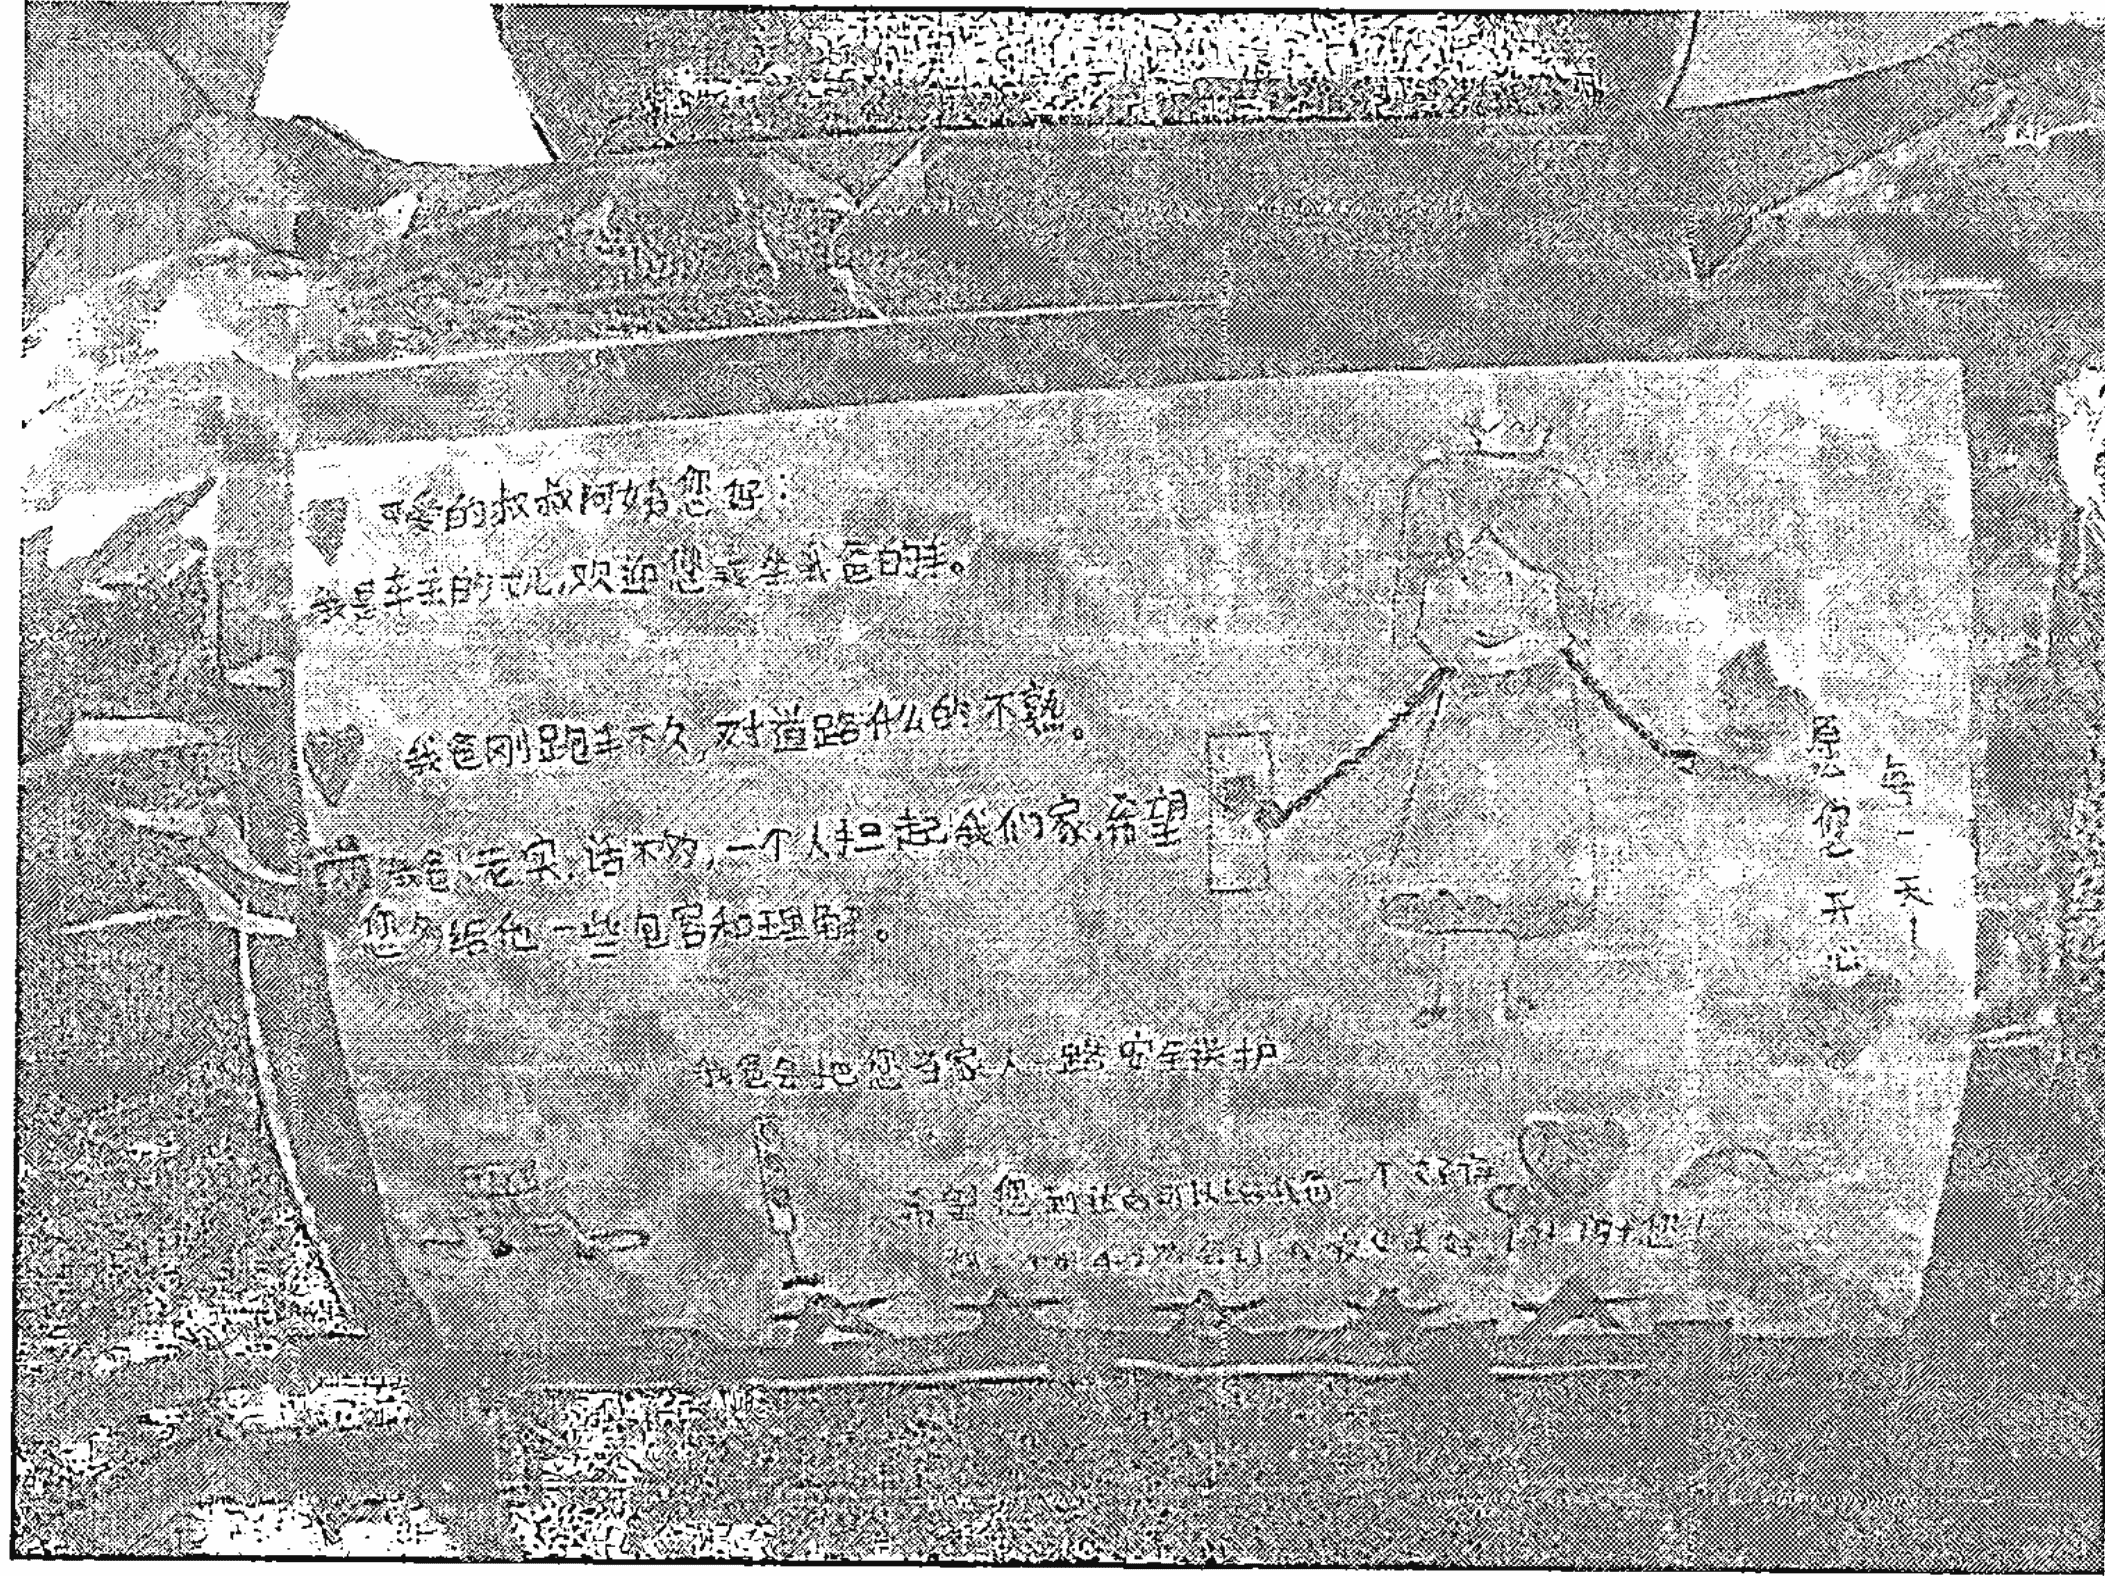 可爱的叔叔阿姨您好:
我是车主的女儿,欢迎您乘坐我爸的车。
我爸刚跑车不久,对道路什么的不熟。
我爸老实,话不多,一个人担起我们家,希望
您多给他一些包容和理解。
我爸会把您当家人一路安全保护
希望您到达后可以给我爸一个好评
谢谢您!
愿您开心
每一天!